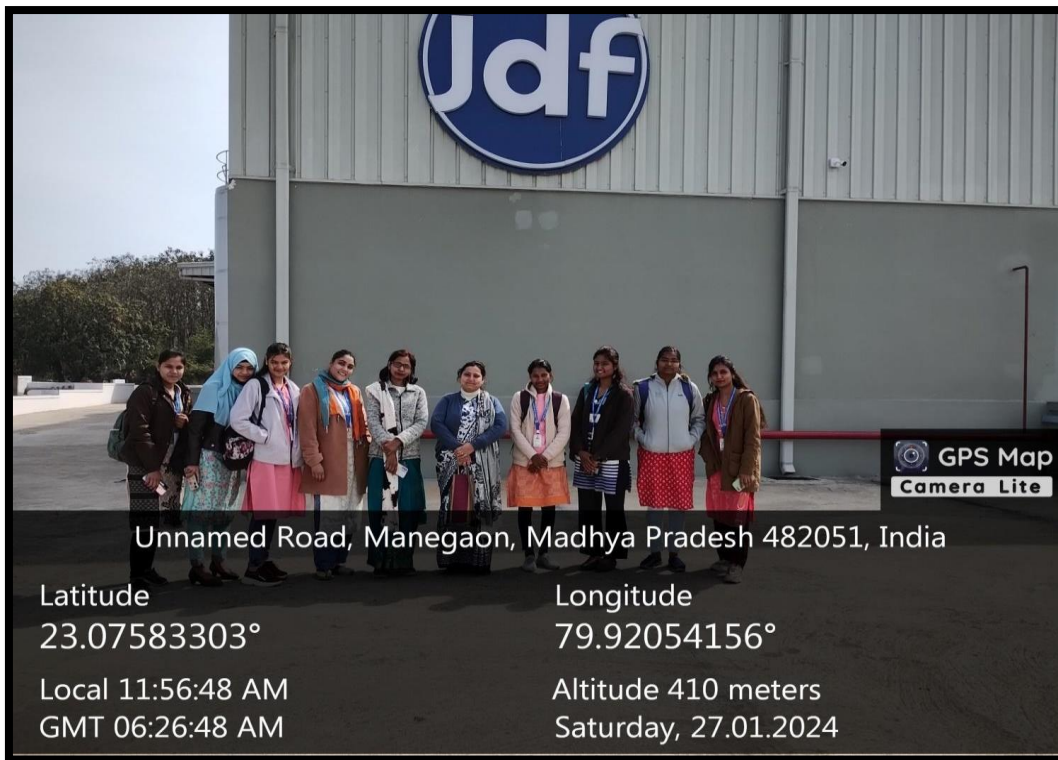 Jdf
GPS Map
Camera Lite
Unnamed Road, Manegaon, Madhya Pradesh 482051, India
Latitude
23.07583303°
Longitude
79.92054156°
Local 11:56:48 AM
GMT 06:26:48 AM
Altitude 410 meters
Saturday, 27.01.2024